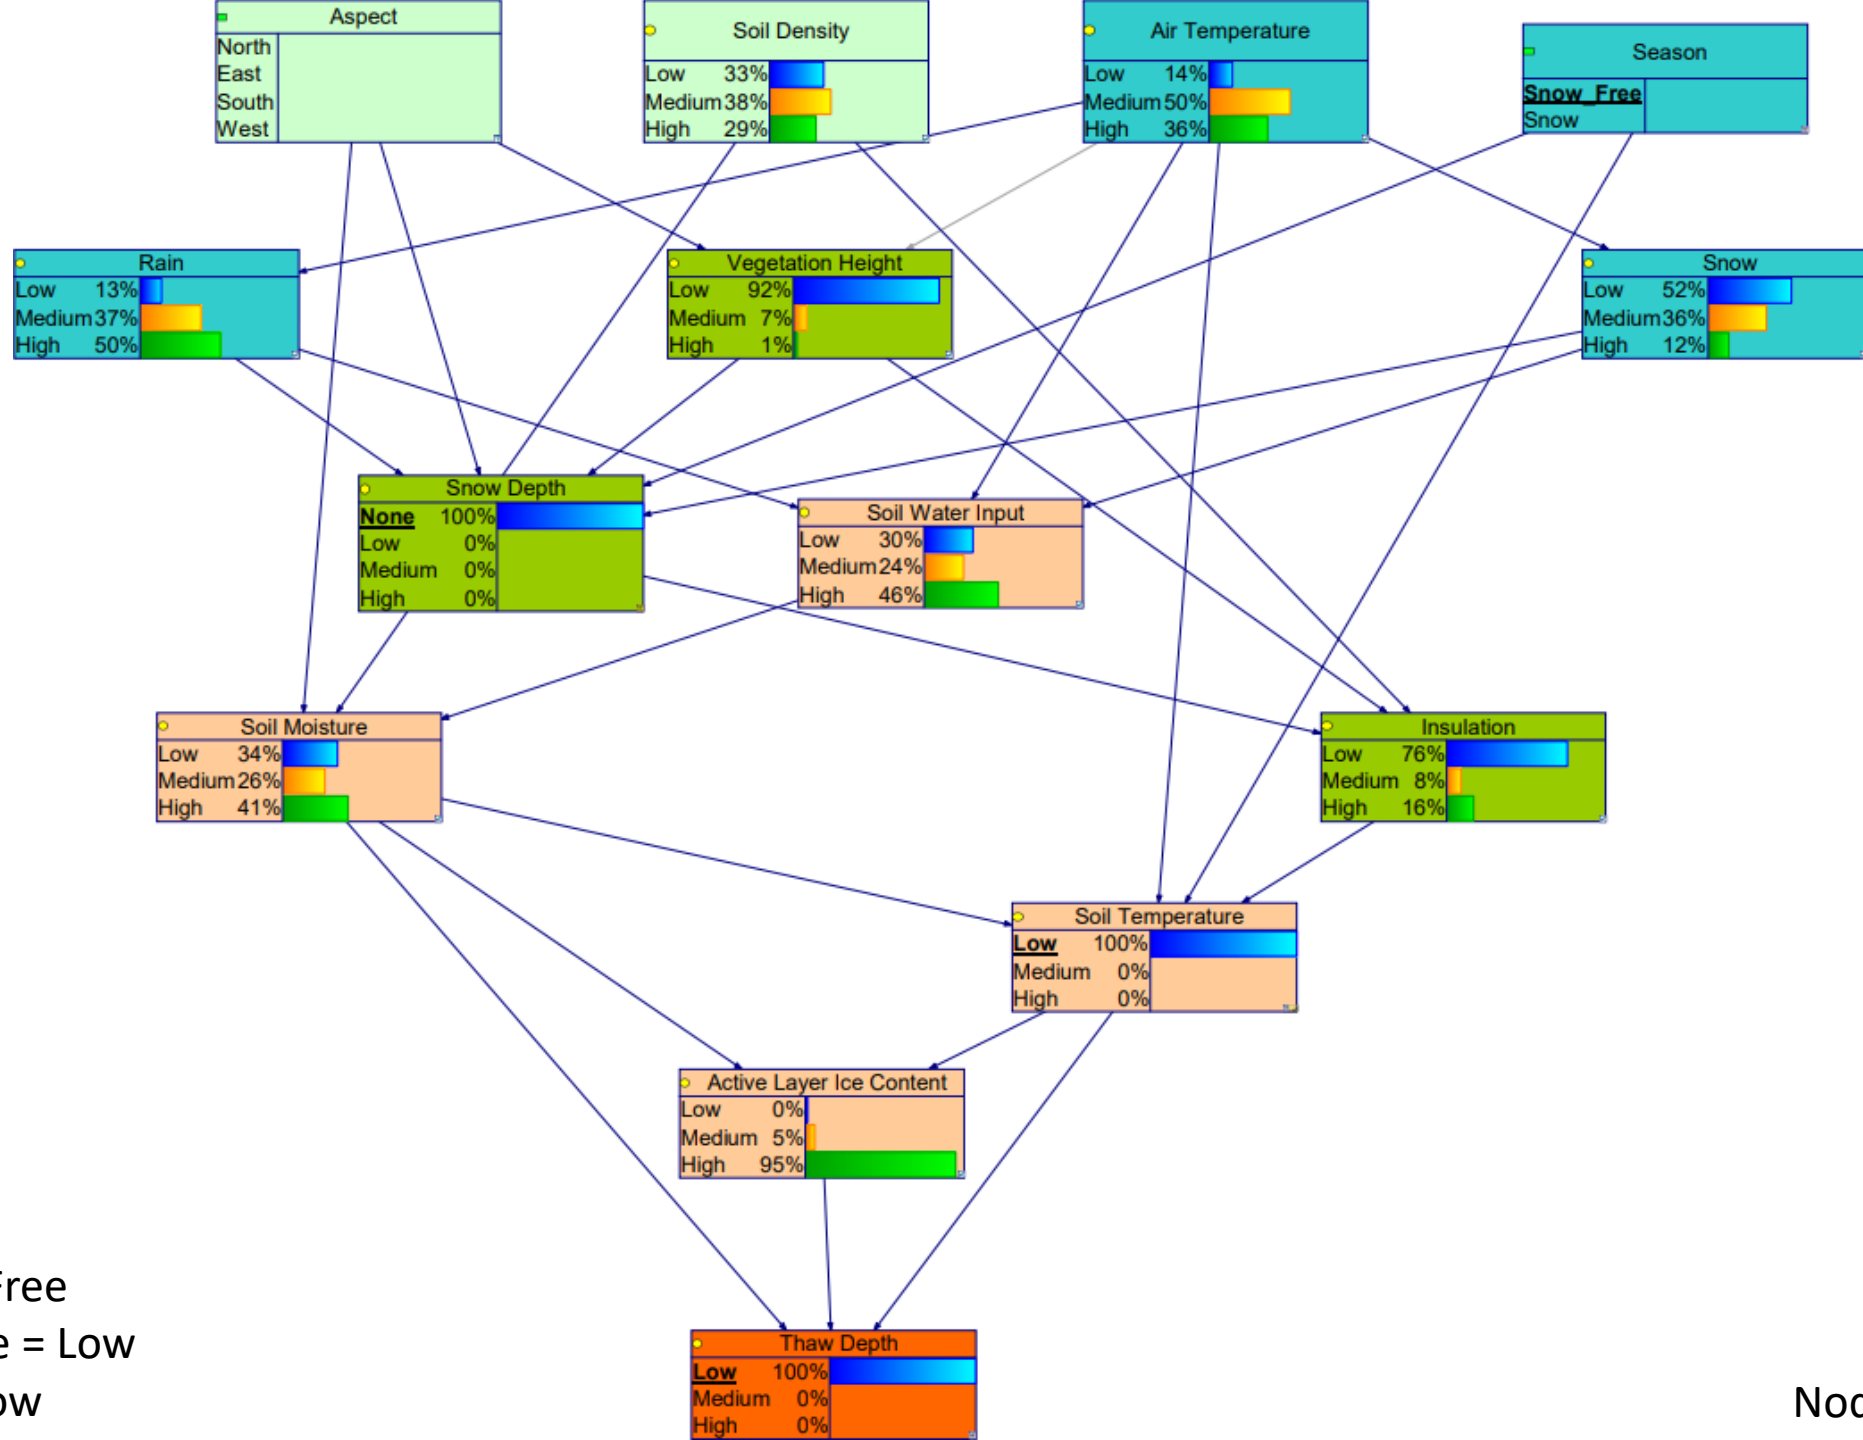 Aspect
North
East
South
West
Soil Density
Low 33%
Medium 38%
High 29%
Air Temperature
Low 14%
Medium 50%
High 36%
Season
Snow_Free
Snow
Rain
Low 13%
Medium 37%
High 50%
Vegetation Height
Low 92%
Medium 7%
High 1%
Snow
Low 52%
Medium 36%
High 12%
Snow Depth
None 100%
Low 0%
Medium 0%
High 0%
Soil Water Input
Low 30%
Medium 24%
High 46%
Soil Moisture
Low 34%
Medium 26%
High 41%
Insulation
Low 76%
Medium 8%
High 16%
Soil Temperature
Low 100%
Medium 0%
High 0%
Active Layer Ice Content
Low 0%
Medium 5%
High 95%
Free
e = Low
ow
Thaw Depth
Low 100%
Medium 0%
High 0%